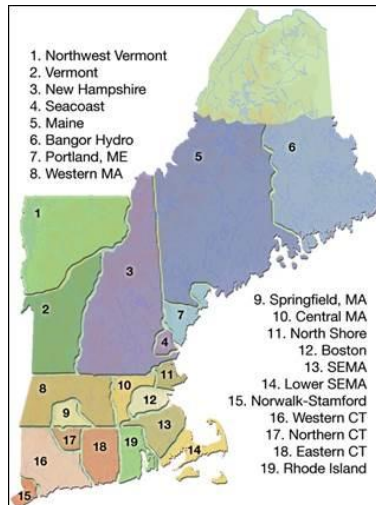 1. Northwest Vermont
2. Vermont
3. New Hampshire
4. Seacoast
5. Maine
6. Bangor Hydro
7. Portland, ME
8. Western MA
5
6
1
3
2
7
4
11
8
10
12
9
13
14
16
17
18
19
15
9. Springfield, MA
10. Central MA
11. North Shore
12. Boston
13. SEMA
14. Lower SEMA
15. Norwalk-Stamford
16. Western CT
17. Northern CT
18. Eastern CT
19. Rhode Island